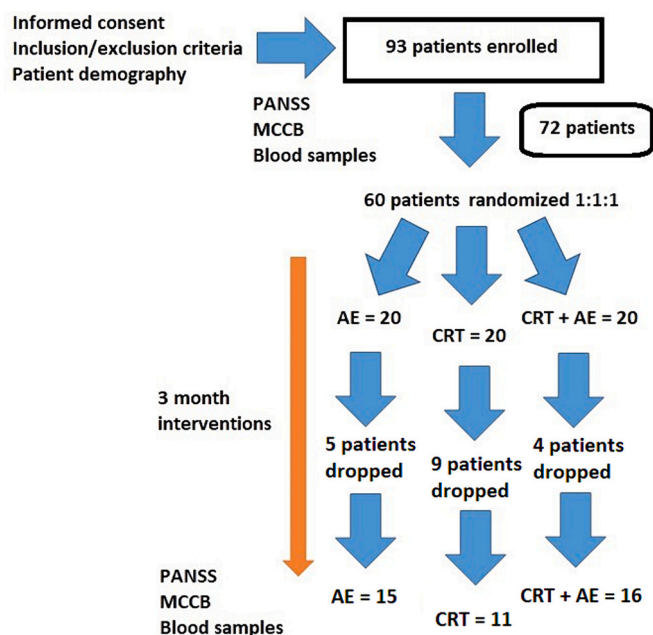 Informed consent
Inclusion/exclusion criteria
Patient demography
93 patients enrolled
PANSS
MCCB
Blood samples
72 patients
60 patients randomized 1:1:1
AE = 20
CRT = 20
CRT + AE = 20
3 month
interventions
5 patients
dropped
9 patients
dropped
4 patients
dropped
PANSS
MCCB
Blood samples
AE = 15
CRT = 11
CRT + AE = 16